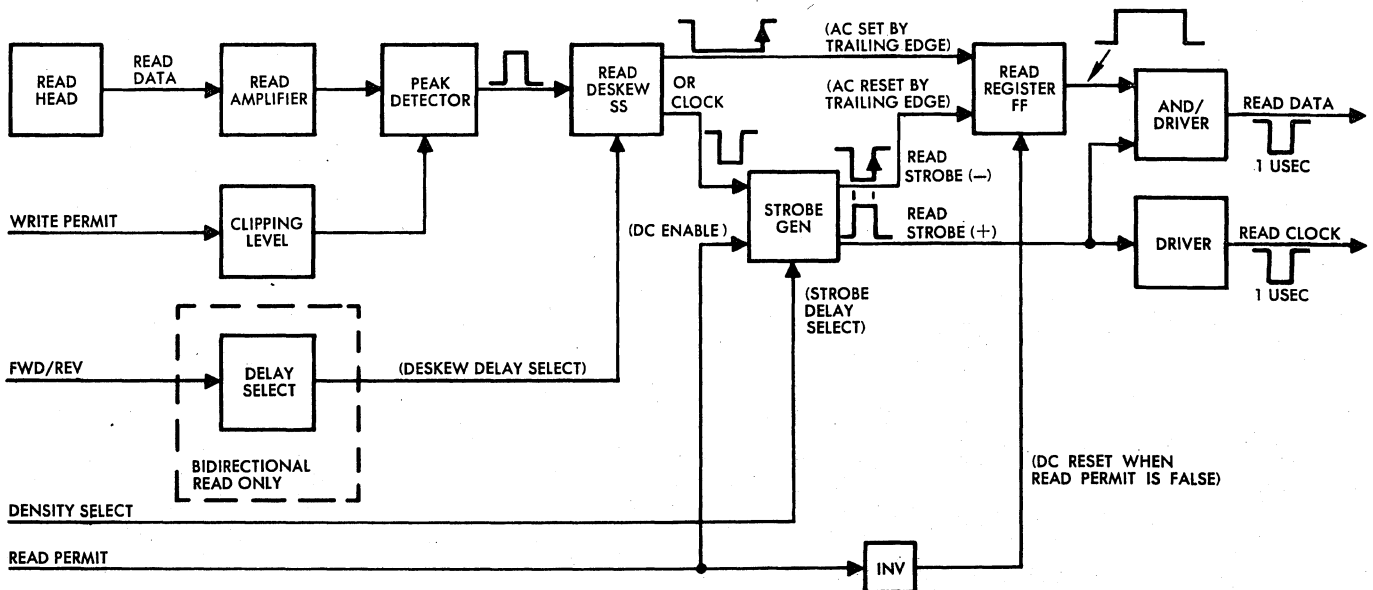 READ
HEAD
READ
DATA
READ
AMPLIFIER
PEAK
DETECTOR
READ
DESKEW
SS
OR
CLOCK
(AC SET BY
TRAILING EDGE)
(AC RESET BY
TRAILING EDGE)
READ
REGISTER
FF
AND/
DRIVER
READ DATA
1 USEC
WRITE PERMIT
CLIPPING
LEVEL
(DC ENABLE)
STROBE
GEN
READ
STROBE (—)
READ
STROBE (+)
DRIVER
READ CLOCK
1 USEC
(STROBE
DELAY
SELECT)
FWD/REV
DELAY
SELECT
(DESKEW DELAY SELECT)
BIDIRECTIONAL
READ ONLY
(DC RESET WHEN
READ PERMIT IS FALSE)
DENSITY SELECT
READ PERMIT
INV